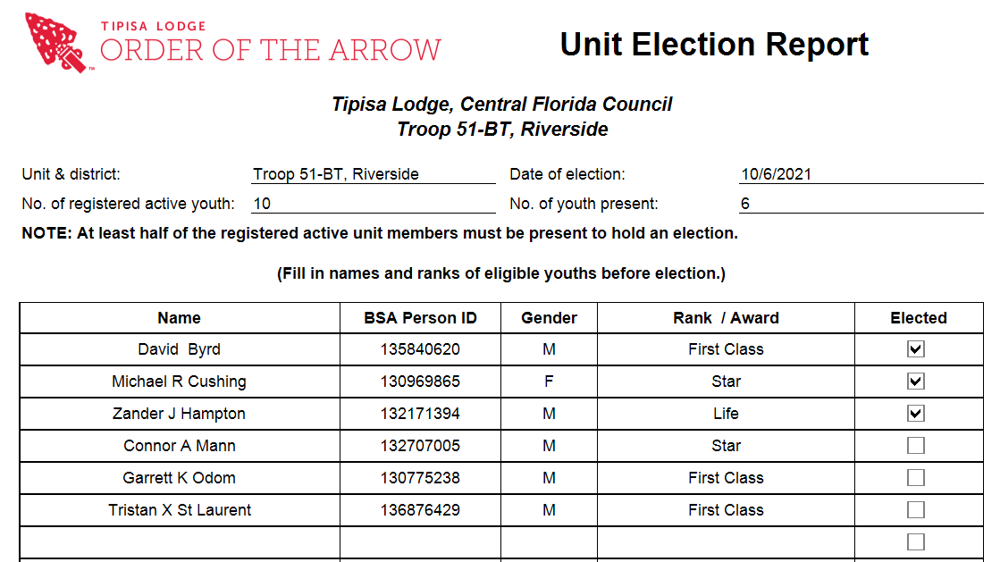 TIPISA LODGE
ORDER OF THE ARROW™
Unit Election Report
Tipisa Lodge, Central Florida Council
Troop 51-BT, Riverside
Unit & district: Troop 51-BT, Riverside Date of election: 10/6/2021
No. of registered active youth: 10 No. of youth present: 6
NOTE: At least half of the registered active unit members must be present to hold an election.
(Fill in names and ranks of eligible youths before election.)
Name BSA Person ID Gender Rank / Award Elected
David Byrd 135840620 M First Class
Michael R Cushing 130969865 F Star
Zander J Hampton 132171394 M Life
Connor A Mann 132707005 M Star
Garrett K Odom 130775238 M First Class
Tristan X St Laurent 136876429 M First Class